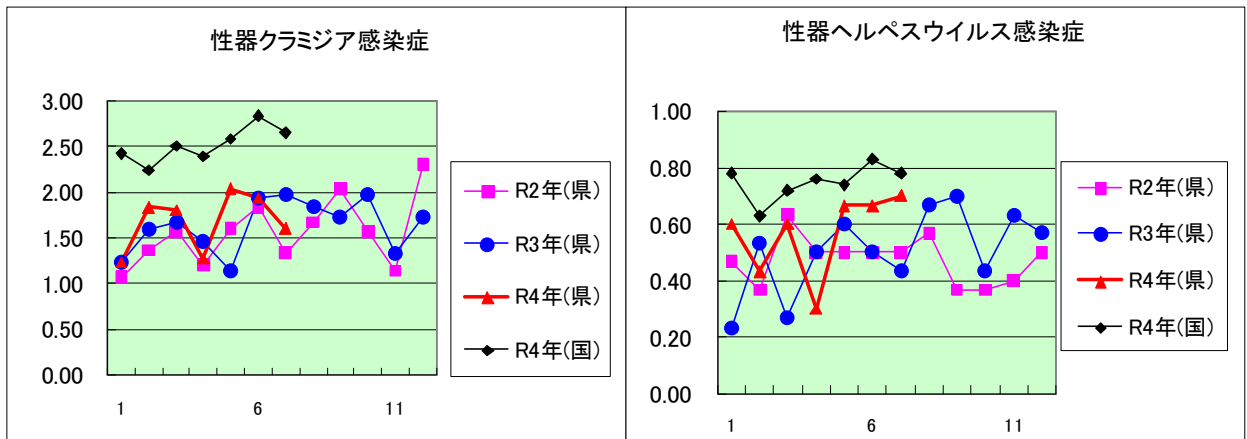 性器クラミジア感染症
3.00
2.50
2.00
1.50
1.00
0.50
0.00
1
6
11
R2年(県)
R3年(県)
R4年(県)
R4年(国)
性器ヘルペスウイルス感染症
1.00
0.80
0.60
0.40
0.20
0.00
1
6
11
R2年(県)
R3年(県)
R4年(県)
R4年(国)